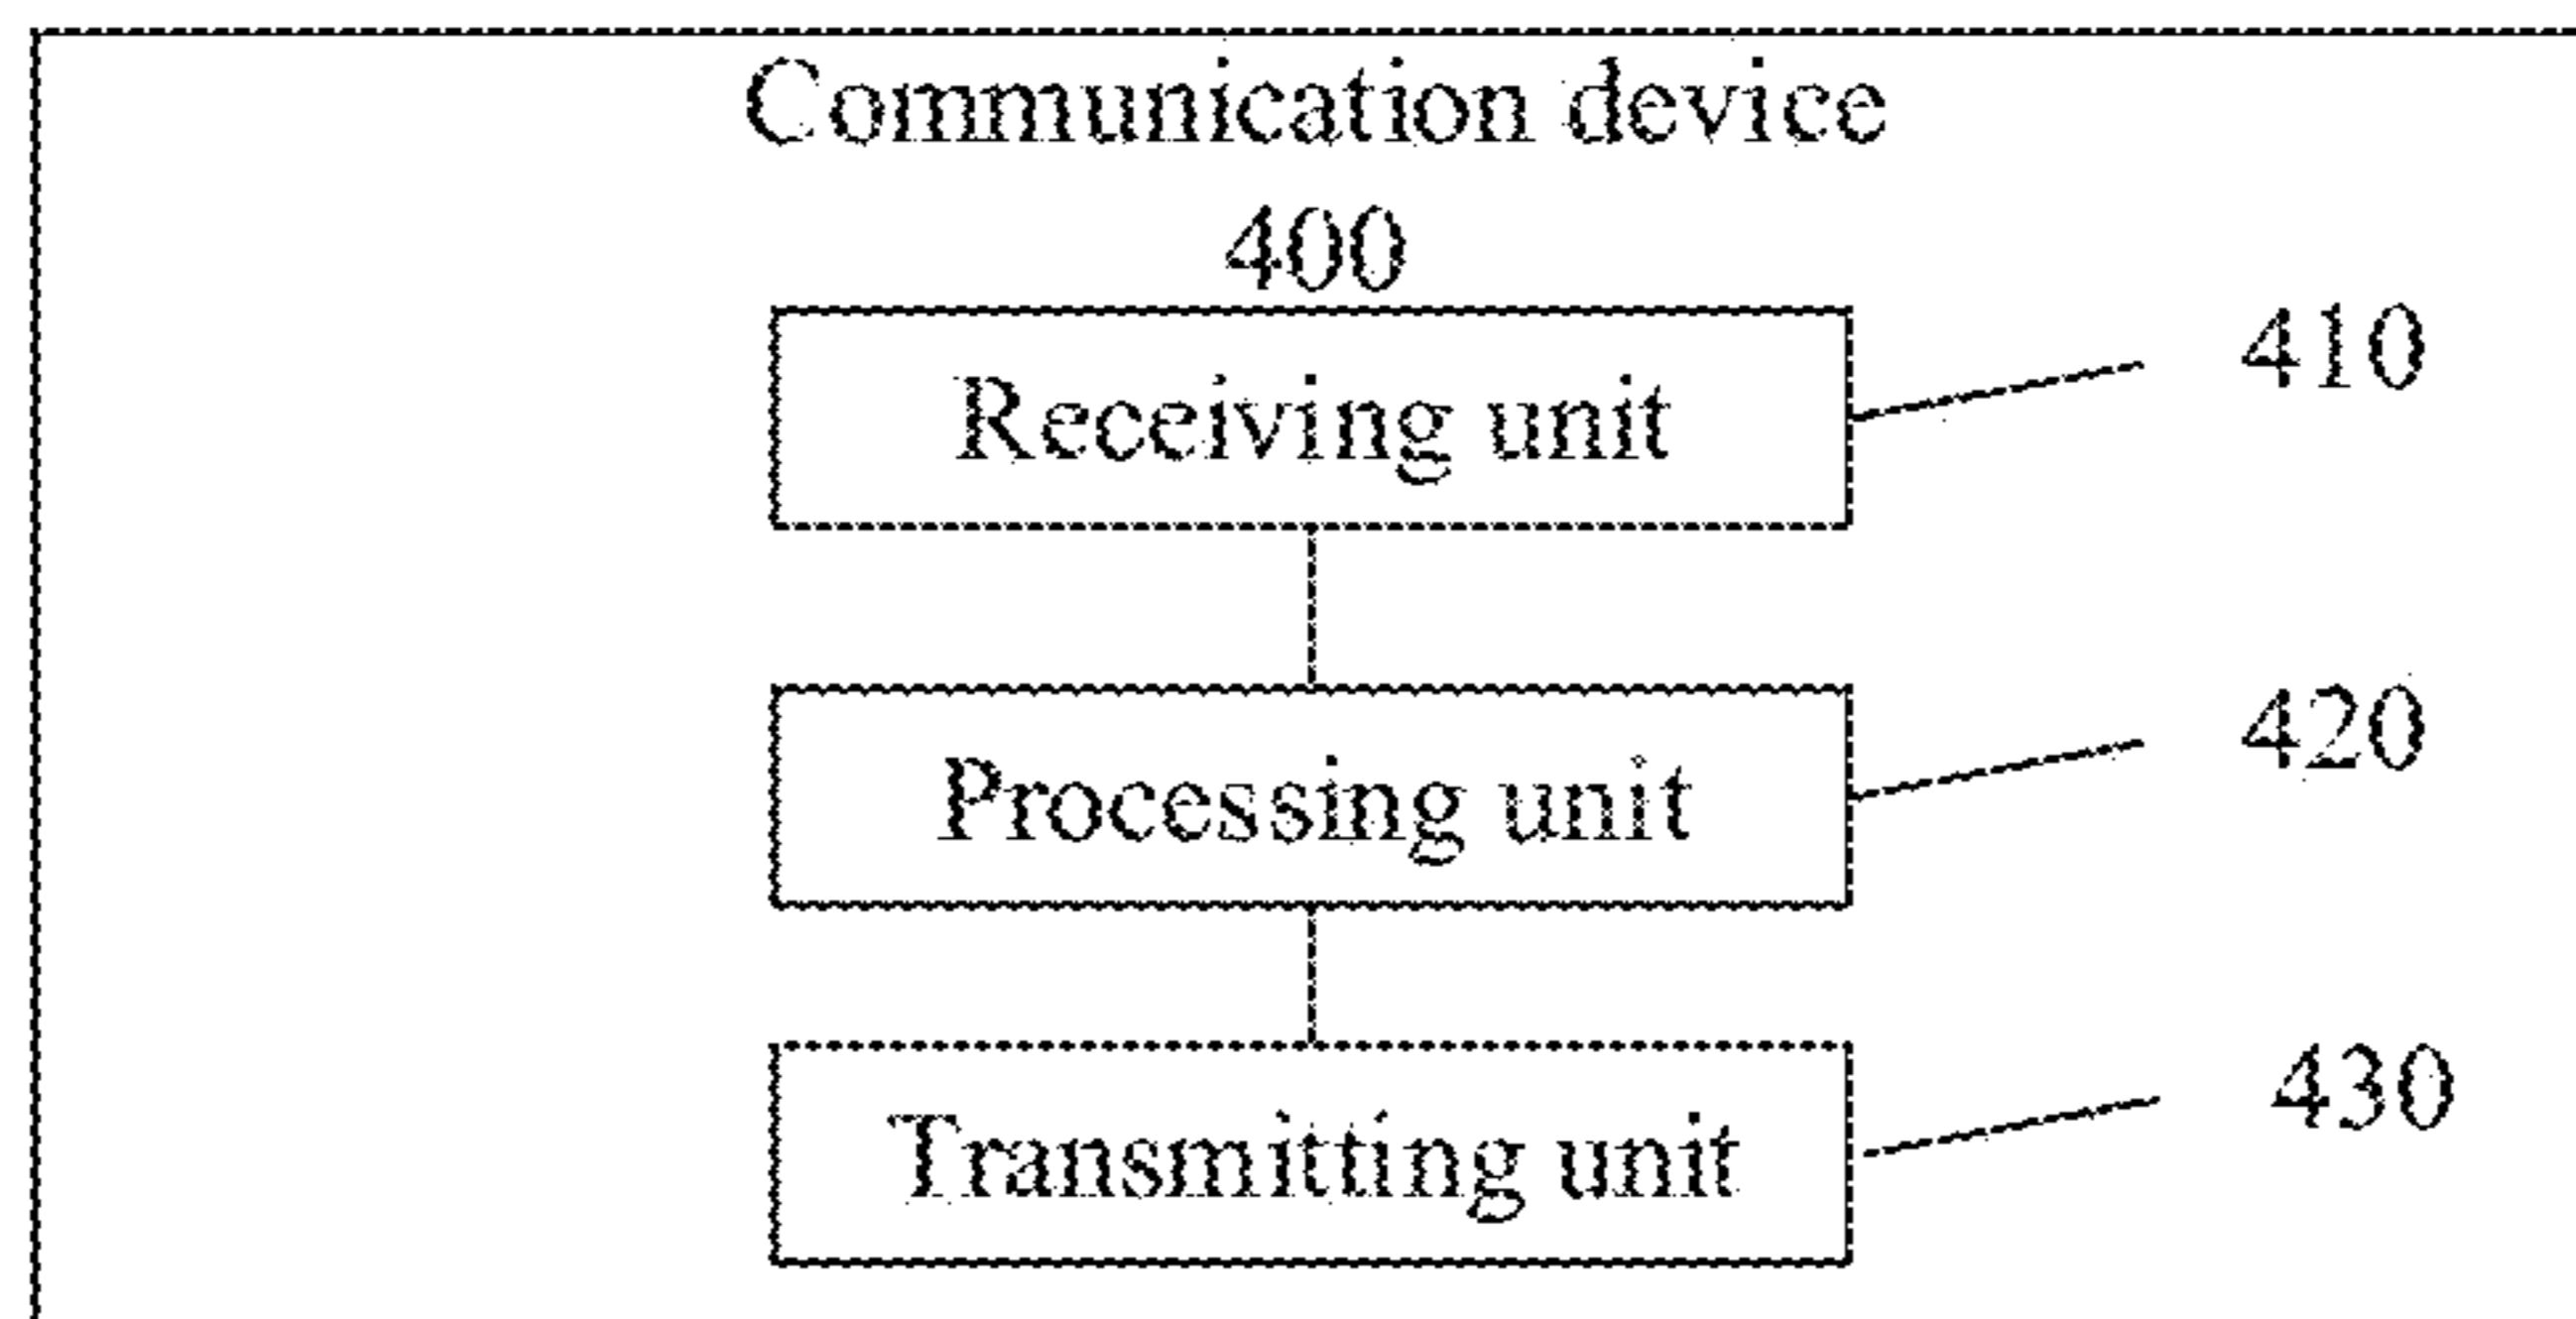 Communication device
400
Receiving unit
410
Processing unit
420
Transmitting unit
430